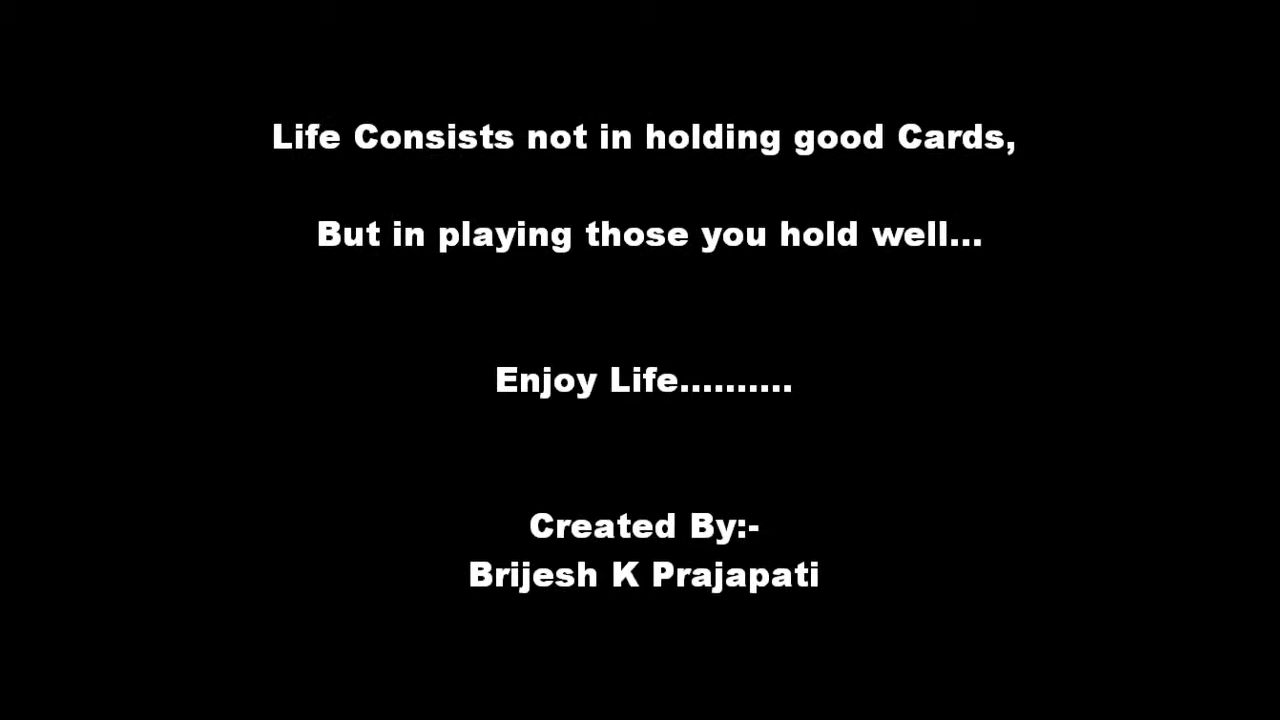 Life Consists not in holding good Cards,
But in playing those you hold well...
Enjoy Life..........
Created By:-
Brijesh K Prajapati